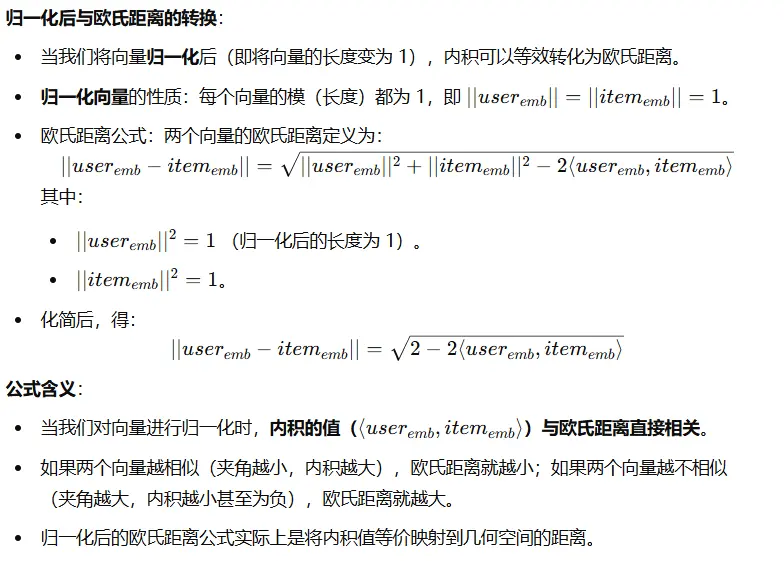 归一化后与欧氏距离的转换：
• 当我们将向量归一化后（即将向量的长度变为 1），内积可以等效转化为欧氏距离。
• 归一化向量的性质：每个向量的模（长度）都为 1，即 ||user_{emb}|| = ||item_{emb}|| = 1。
• 欧氏距离公式：两个向量的欧氏距离定义为：
||user_{emb} − item_{emb}|| = √(||user_{emb}||² + ||item_{emb}||² − 2⟨user_{emb}, item_{emb}⟩)
其中：
• ||user_{emb}||² = 1 （归一化后的长度为 1）。
• ||item_{emb}||² = 1。
• 化简后，得：
||user_{emb} − item_{emb}|| = √(2 − 2⟨user_{emb}, item_{emb}⟩)
公式含义：
• 当我们对向量进行归一化时，内积的值（⟨user_{emb}, item_{emb}⟩）与欧氏距离直接相关。
• 如果两个向量越相似（夹角越小，内积越大），欧氏距离就越小；如果两个向量越不相似
（夹角越大，内积越小甚至为负），欧氏距离就越大。
• 归一化后的欧氏距离公式实际上是将内积值等价映射到几何空间的距离。